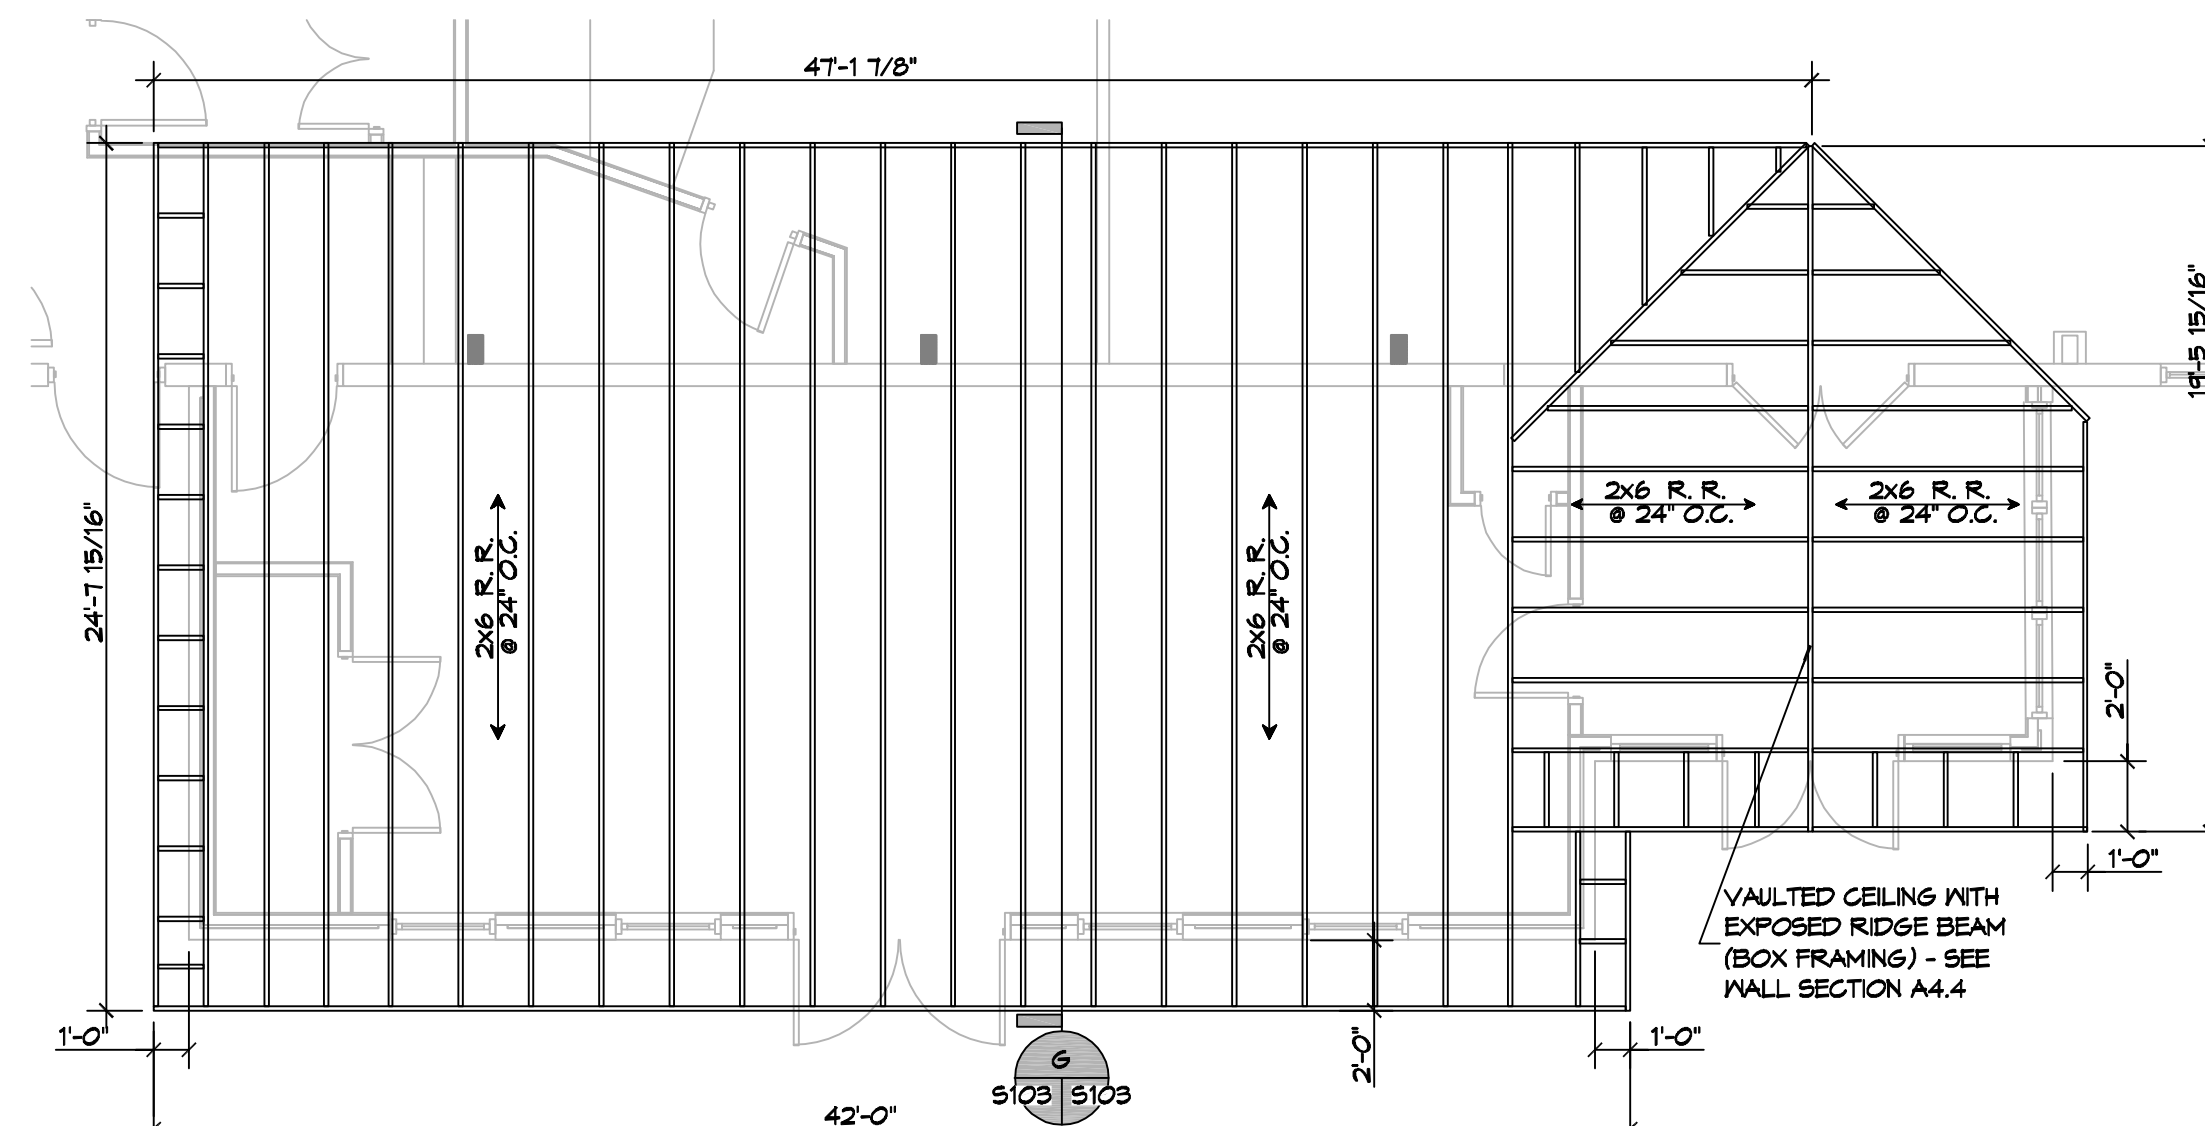 47'-1 7/8"
19'-5 15/16"
24'-7 15/16"
2x6 R. R.
@ 24" O.C.
2x6 R. R.
@ 24" O.C.
2x6 R. R.
@ 24" O.C.
2x6 R. R.
@ 24" O.C.
2'-0"
1'-0"
VAULTED CEILING WITH
EXPOSED RIDGE BEAM
(BOX FRAMING) - SEE
WALL SECTION A4.4
1'-0"
2'-0"
1'-0"
G
S103 S103
42'-0"